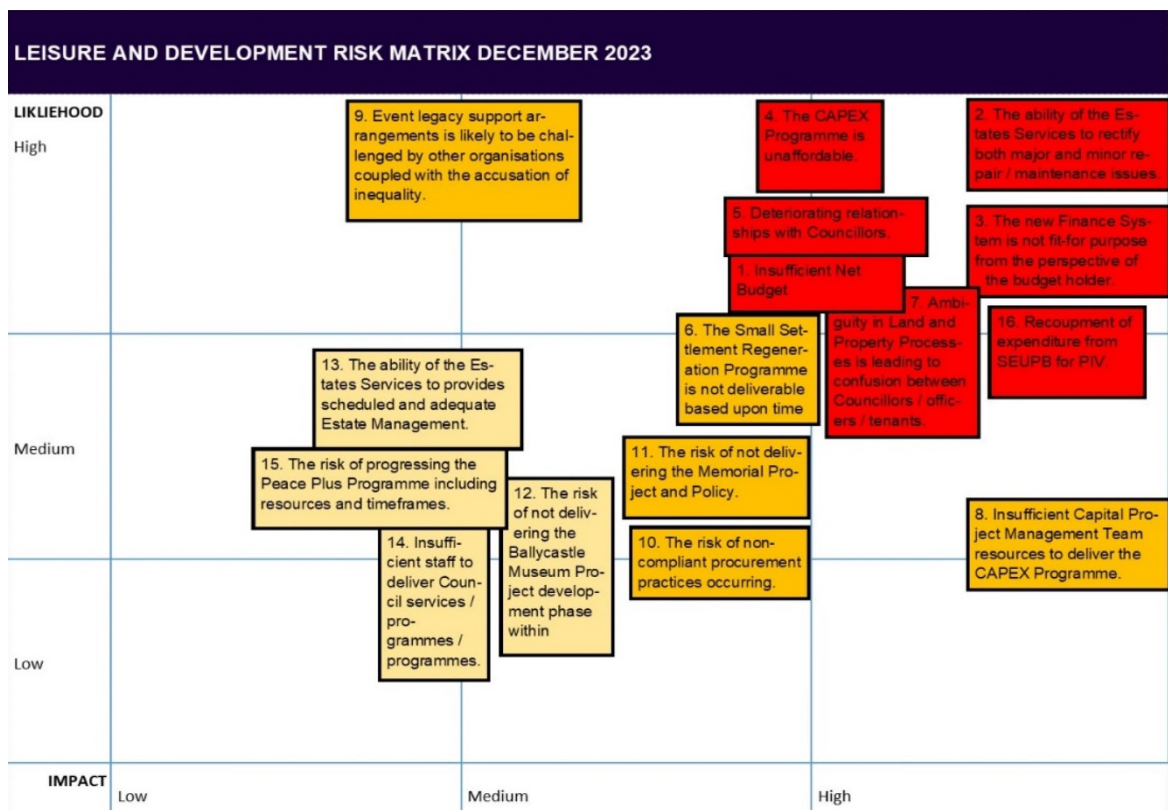 LEISURE AND DEVELOPMENT RISK MATRIX DECEMBER 2023
LIKLIEHOOD
High
9. Event legacy support ar-
rangements is likely to be chal-
lenged by other organisations
coupled with the accusation of
inequality.
4. The CAPEX
Programme is
unaffordable.
2. The ability of the Es-
tates Services to rectify
both major and minor re-
pair / maintenance issues.
5. Deteriorating relation-
ships with Councillors.
3. The new Finance Sys-
tem is not fit-for purpose
from the perspective of
the budget holder.
1. Insufficient Net
Budget
7. Ambi-
guity in Land and
Property Process-
es is leading to
confusion between
Councillors / offic-
ers / tenants.
16. Recoupment of
expenditure from
SEUPB for PIV.
6. The Small Set-
tlement Regener-
ation Programme
is not deliverable
based upon time
13. The ability of the Es-
tates Services to provides
scheduled and adequate
Estate Management.
Medium
15. The risk of progressing the
Peace Plus Programme including
resources and timeframes.
11. The risk of not deliv-
ering the Memorial Pro-
ject and Policy.
12. The risk
of not deliv-
ering the
Ballycastle
Museum Pro-
ject develop-
ment phase
within
8. Insufficient Capital Pro-
ject Management Team
resources to deliver the
CAPEX Programme.
14. Insuffi-
cient staff to
deliver Coun-
cil services /
pro-
grammes /
programmes.
10. The risk of non-
compliant procurement
practices occurring.
Low
IMPACT
Low
Medium
High